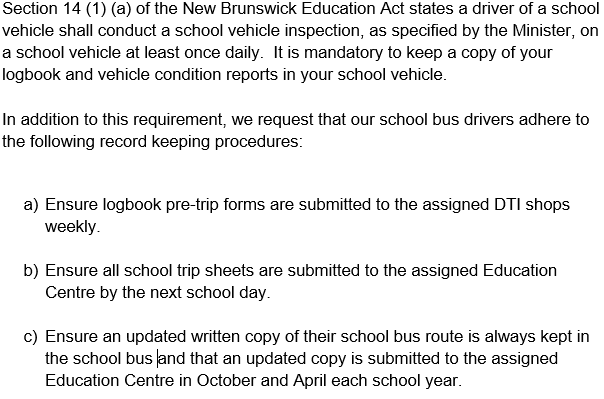 Section 14 (1) (a) of the New Brunswick Education Act states a driver of a school
vehicle shall conduct a school vehicle inspection, as specified by the Minister, on
a school vehicle at least once daily.  It is mandatory to keep a copy of your
logbook and vehicle condition reports in your school vehicle.
In addition to this requirement, we request that our school bus drivers adhere to
the following record keeping procedures:
a) Ensure logbook pre-trip forms are submitted to the assigned DTI shops
weekly.
b) Ensure all school trip sheets are submitted to the assigned Education
Centre by the next school day.
c) Ensure an updated written copy of their school bus route is always kept in
the school bus and that an updated copy is submitted to the assigned
Education Centre in October and April each school year.